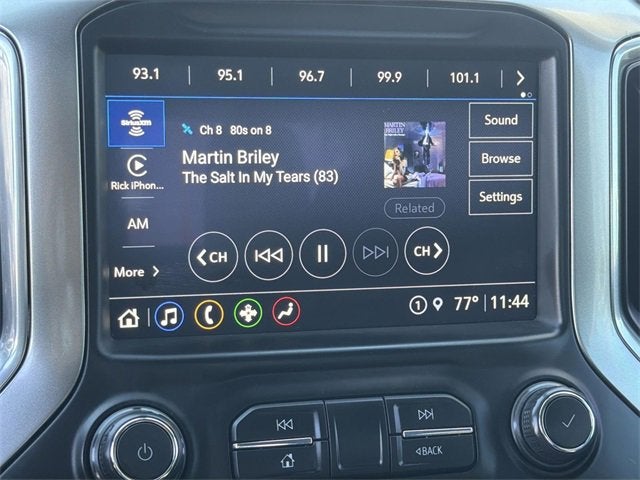 93.1 95.1 96.7 99.9 101.1
SiriusXM
Ch 8 80s on 8
Sound
Martin Briley
The Salt In My Tears (83)
MARTIN
BRILEY
Browse
Rick iPhon...
Settings
Related
AM
CH
CH
More
1 77° 11:44
BACK